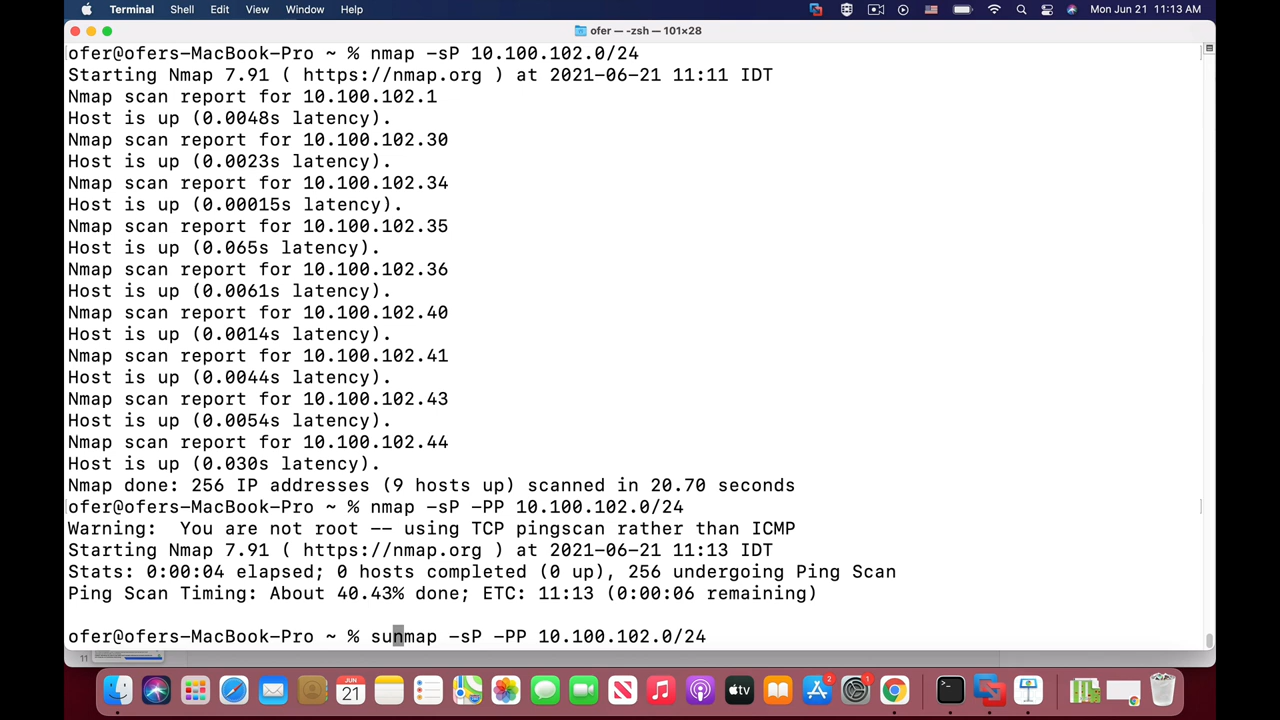 Terminal Shell Edit View Window Help Mon Jun 21 11:13 AM
ofer — -zsh — 101×28
ofer@ofers-MacBook-Pro ~ % nmap -sP 10.100.102.0/24
Starting Nmap 7.91 ( https://nmap.org ) at 2021-06-21 11:11 IDT
Nmap scan report for 10.100.102.1
Host is up (0.0048s latency).
Nmap scan report for 10.100.102.30
Host is up (0.0023s latency).
Nmap scan report for 10.100.102.34
Host is up (0.00015s latency).
Nmap scan report for 10.100.102.35
Host is up (0.065s latency).
Nmap scan report for 10.100.102.36
Host is up (0.0061s latency).
Nmap scan report for 10.100.102.40
Host is up (0.0014s latency).
Nmap scan report for 10.100.102.41
Host is up (0.0044s latency).
Nmap scan report for 10.100.102.43
Host is up (0.0054s latency).
Nmap scan report for 10.100.102.44
Host is up (0.030s latency).
Nmap done: 256 IP addresses (9 hosts up) scanned in 20.70 seconds
ofer@ofers-MacBook-Pro ~ % nmap -sP -PP 10.100.102.0/24
Warning:  You are not root -- using TCP pingscan rather than ICMP
Starting Nmap 7.91 ( https://nmap.org ) at 2021-06-21 11:13 IDT
Stats: 0:00:04 elapsed; 0 hosts completed (0 up), 256 undergoing Ping Scan
Ping Scan Timing: About 40.43% done; ETC: 11:13 (0:00:06 remaining)
ofer@ofers-MacBook-Pro ~ % sunmap -sP -PP 10.100.102.0/24
11
JUN
21
tv
2
1